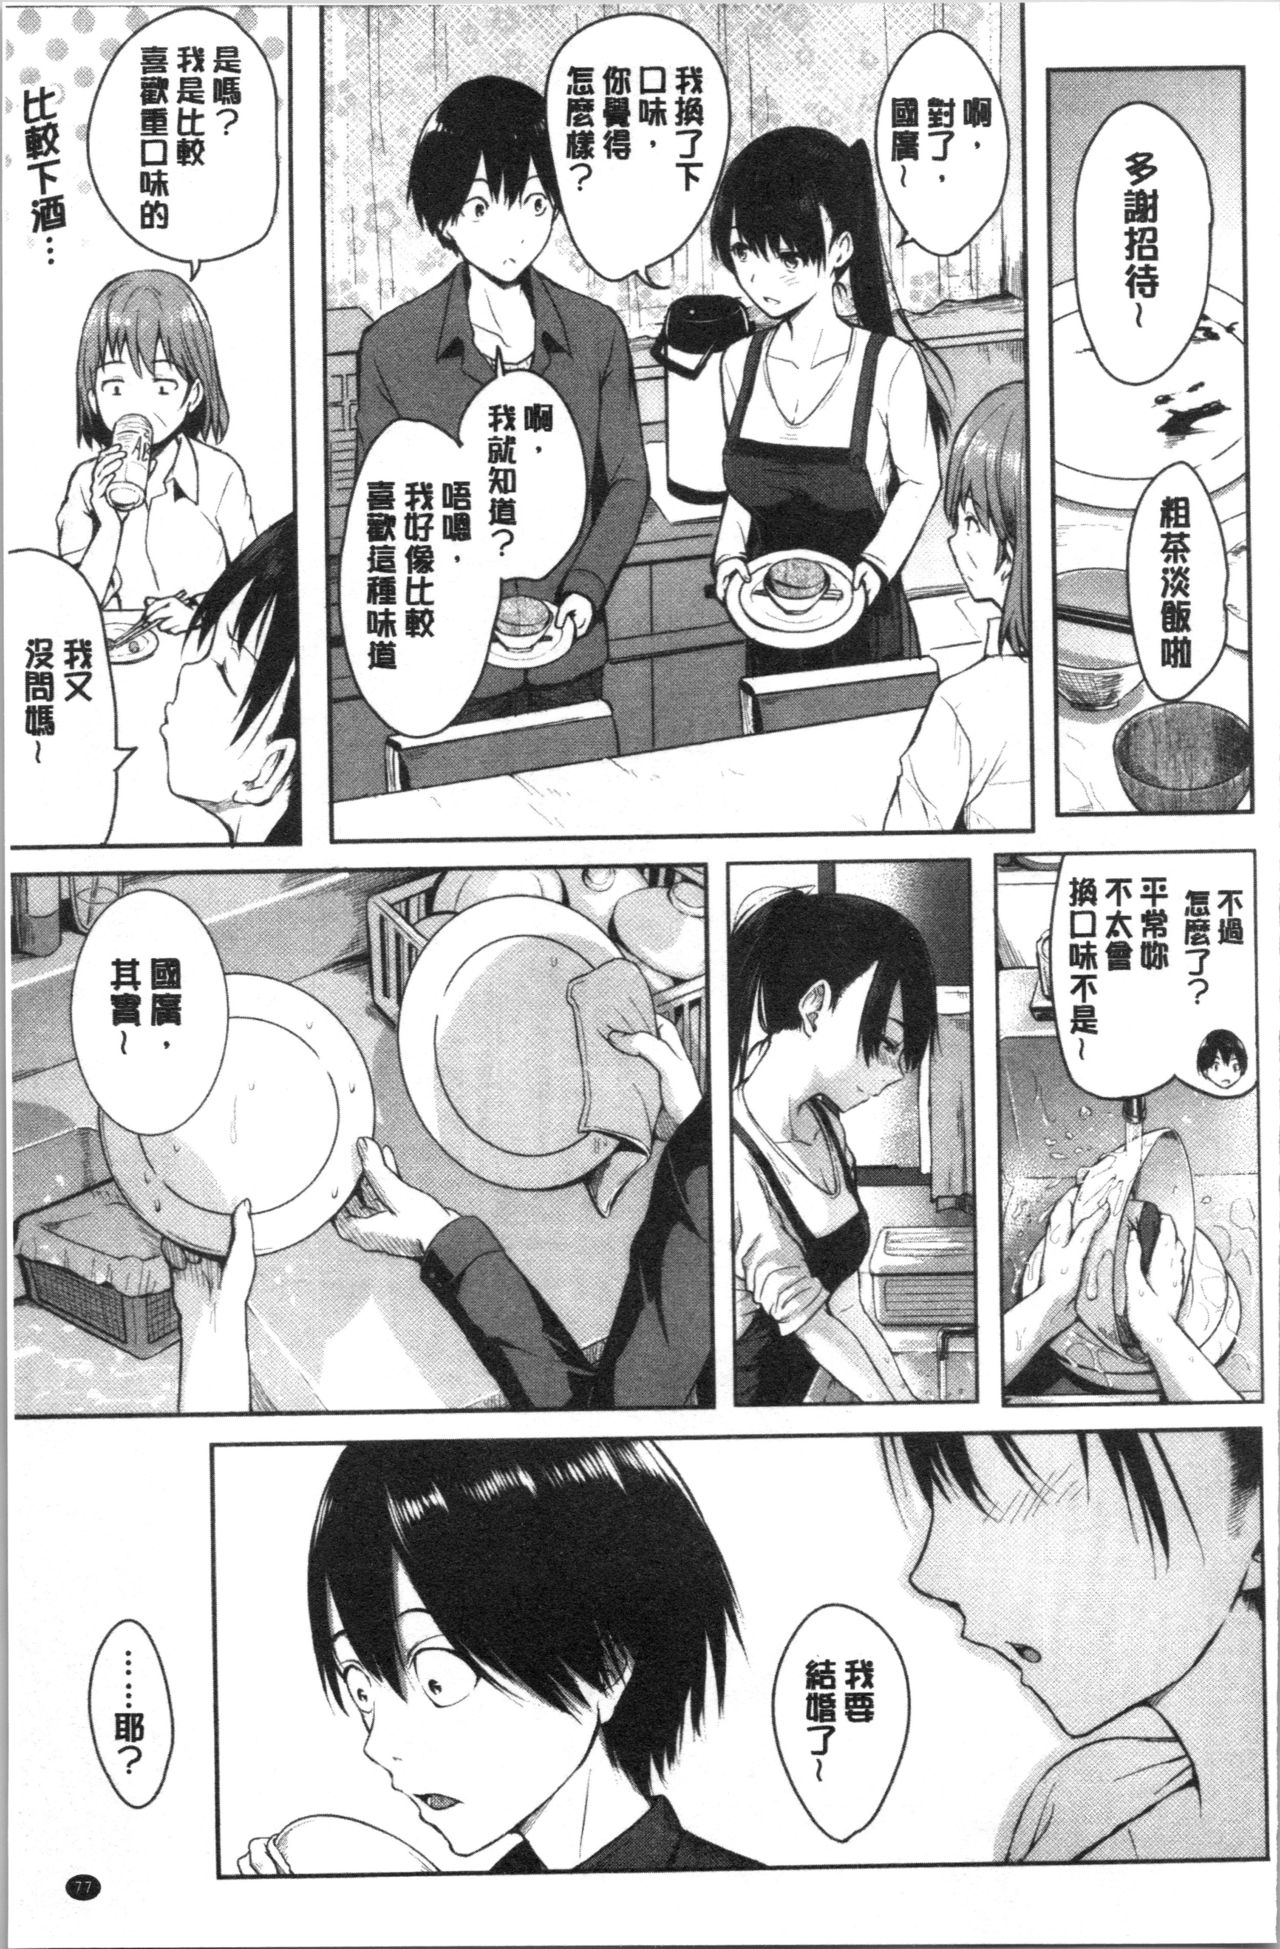 多謝招待～
粗茶淡飯啦
啊，
對了，
國廣～
我換了下
口味，
你覺得
怎麼樣？
啊，
我就知道？
唔嗯，
我好像比較
喜歡這種味道
是嗎？
我是比較
喜歡重口味的
比較下酒…
我又
沒問媽～
不過
怎麼了？
平常妳
不太會
換口味不是～
國廣，
其實～
我要
結婚了～
……耶？
77